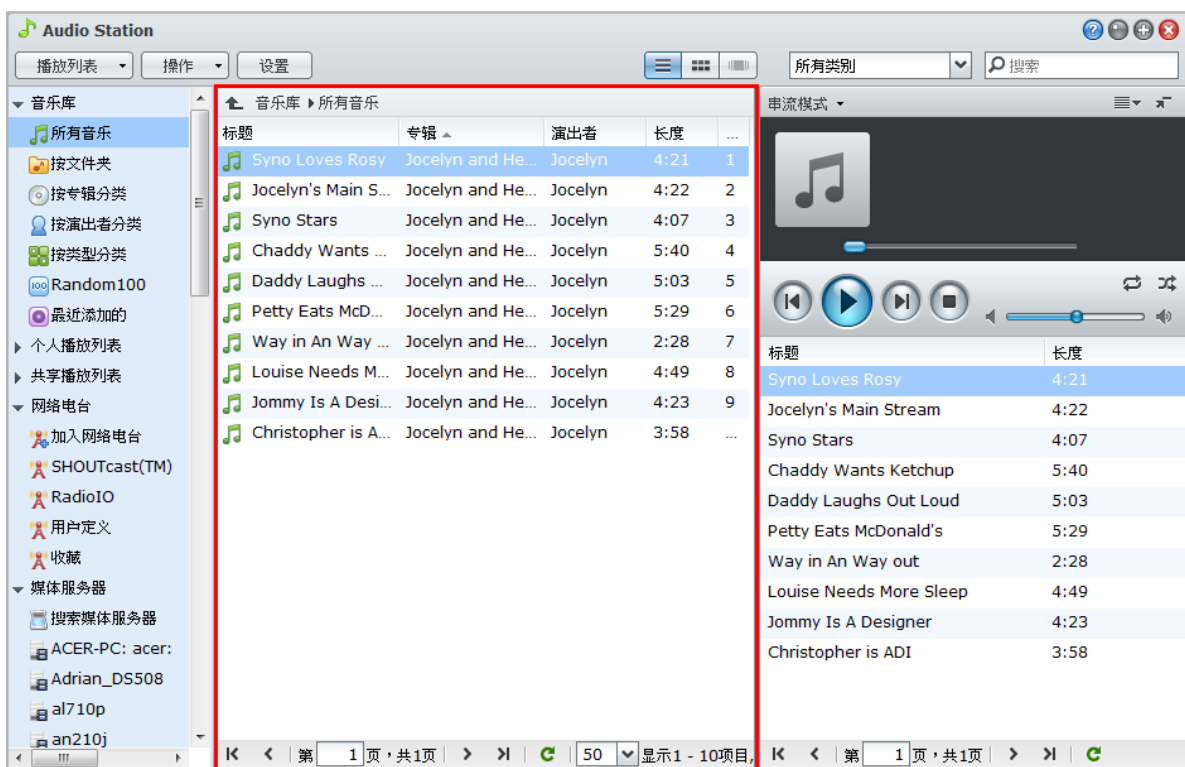 Audio Station
播放列表 操作 设置 所有类别 搜索
音乐库
所有音乐
按文件夹
按专辑分类
按演出者分类
按类型分类
Random100
最近添加的
个人播放列表
共享播放列表
网络电台
加入网络电台
SHOUTcast(TM)
RadioIO
用户定义
收藏
媒体服务器
搜索媒体服务器
ACER-PC: acer:
Adrian_DS508
al710p
an210j
音乐库 所有音乐
标题 专辑 演出者 长度 ...
Syno Loves Rosy Jocelyn and He... Jocelyn 4:21 1
Jocelyn's Main S... Jocelyn and He... Jocelyn 4:22 2
Syno Stars Jocelyn and He... Jocelyn 4:07 3
Chaddy Wants ... Jocelyn and He... Jocelyn 5:40 4
Daddy Laughs ... Jocelyn and He... Jocelyn 5:03 5
Petty Eats McD... Jocelyn and He... Jocelyn 5:29 6
Way in An Way ... Jocelyn and He... Jocelyn 2:28 7
Louise Needs M... Jocelyn and He... Jocelyn 4:49 8
Jommy Is A Desi... Jocelyn and He... Jocelyn 4:23 9
Christopher is A... Jocelyn and He... Jocelyn 3:58 ...
第 1 页，共1页 50 显示1 - 10项目,
串流模式
标题 长度
Syno Loves Rosy 4:21
Jocelyn's Main Stream 4:22
Syno Stars 4:07
Chaddy Wants Ketchup 5:40
Daddy Laughs Out Loud 5:03
Petty Eats McDonald's 5:29
Way in An Way out 2:28
Louise Needs More Sleep 4:49
Jommy Is A Designer 4:23
Christopher is ADI 3:58
第 1 页，共1页